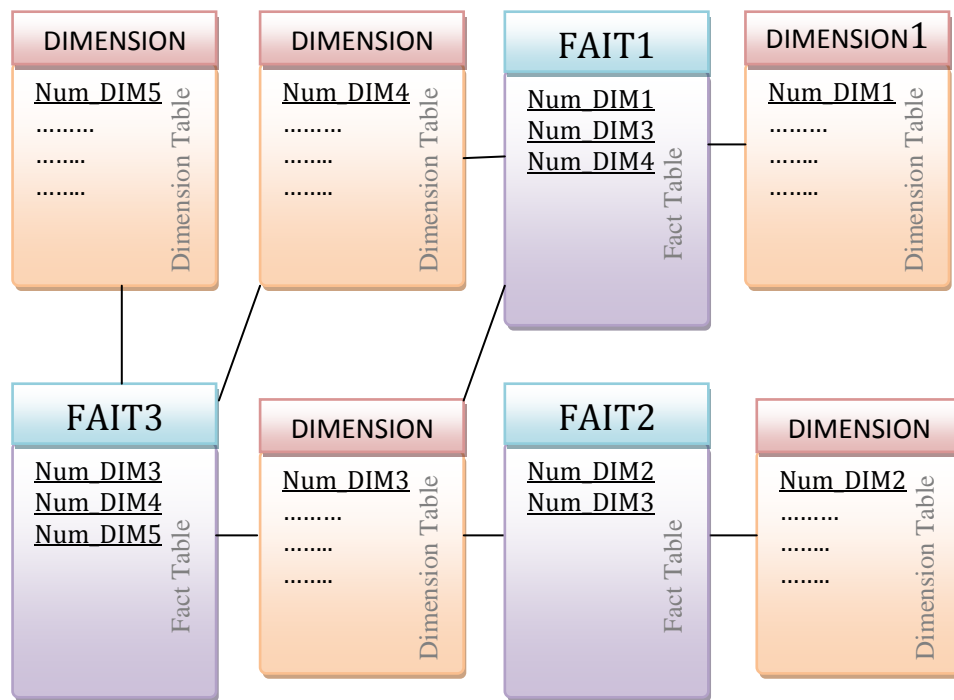 DIMENSION
Num_DIM5
………
……..
……..
Dimension Table
DIMENSION
Num_DIM4
………
……..
……..
Dimension Table
FAIT1
Num_DIM1
Num_DIM3
Num_DIM4
Fact Table
DIMENSION1
Num_DIM1
………
……..
……..
Dimension Table
FAIT3
Num_DIM3
Num_DIM4
Num_DIM5
Fact Table
DIMENSION
Num_DIM3
………
……..
……..
Dimension Table
FAIT2
Num_DIM2
Num_DIM3
Fact Table
DIMENSION
Num_DIM2
………
……..
……..
Dimension Table